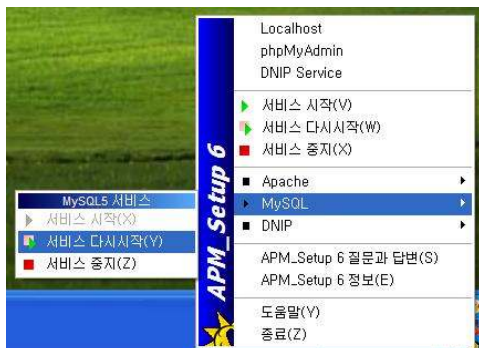 Localhost
phpMyAdmin
DNIP Service
서비스 시작(V)
서비스 다시시작(W)
서비스 중지(X)
Apache
MySQL
DNIP
APM_Setup 6 질문과 답변(S)
APM_Setup 6 정보(E)
도움말(Y)
종료(Z)
APM_Setup 6
MySQL5 서비스
서비스 시작(X)
서비스 다시시작(Y)
서비스 중지(Z)